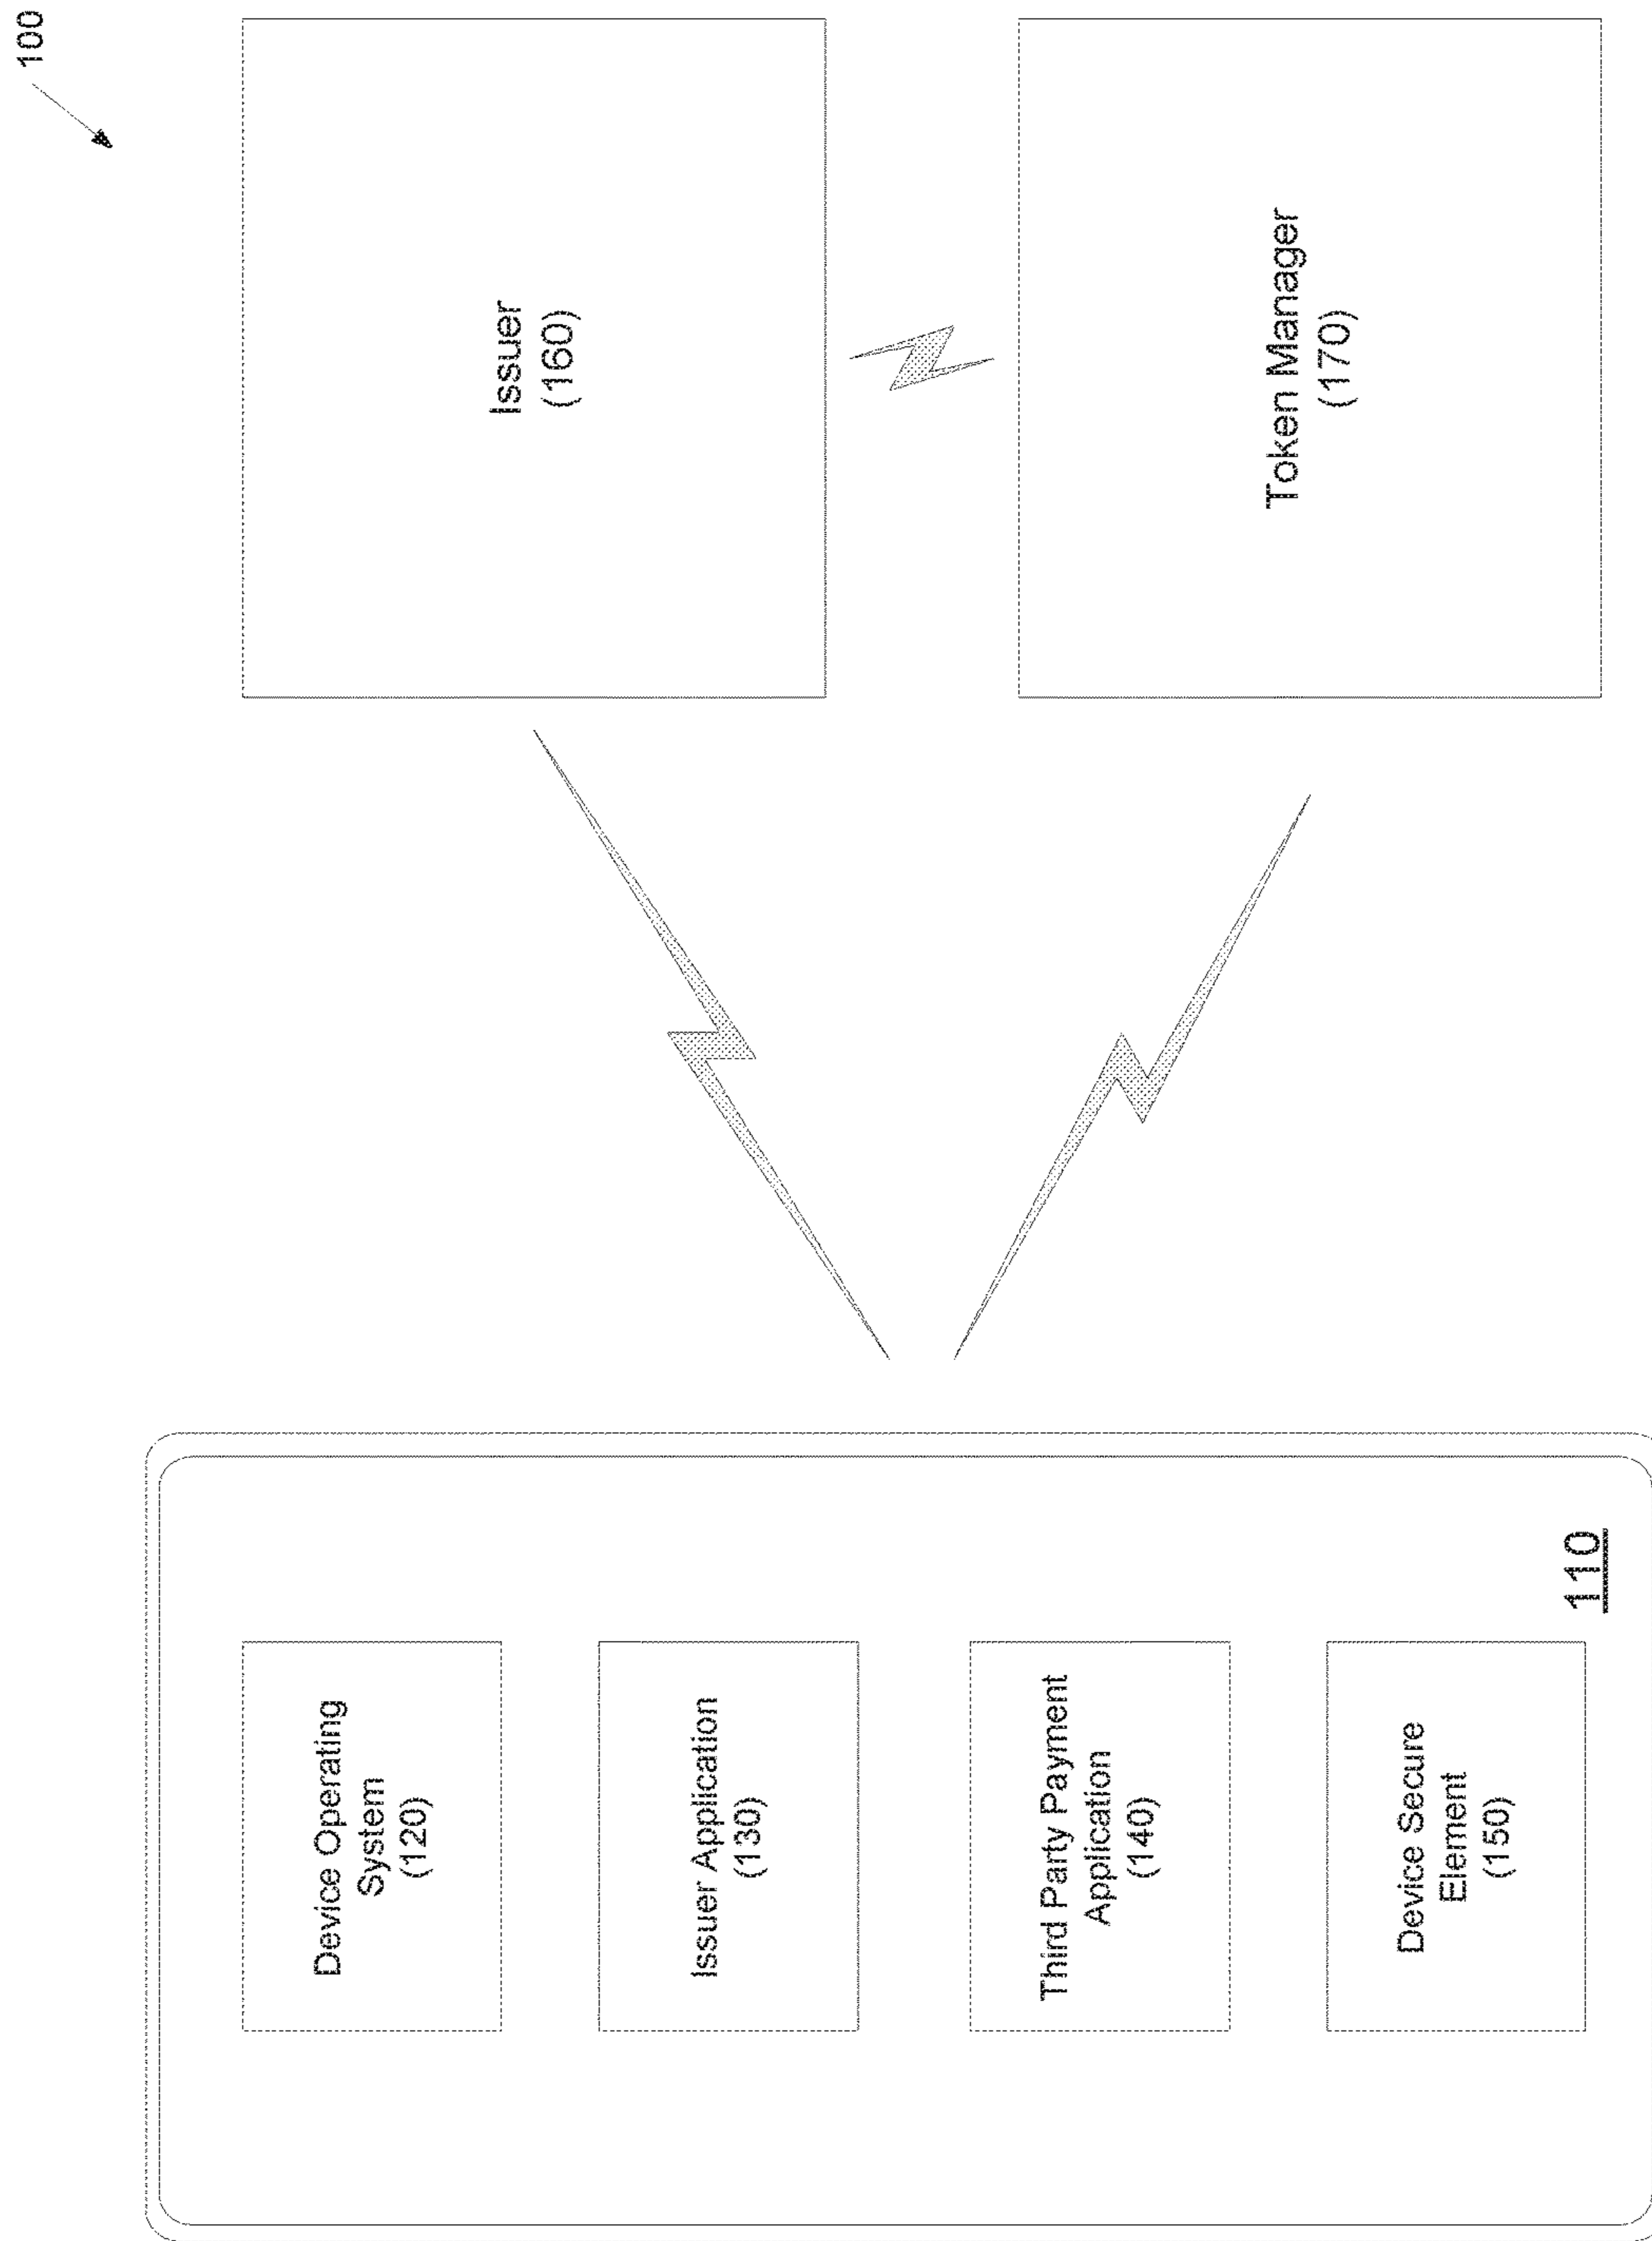 100
Device Operating
System
(120)
Issuer Application
(130)
Third Party Payment
Application
(140)
Device Secure
Element
(150)
110
Issuer
(160)
Token Manager
(170)